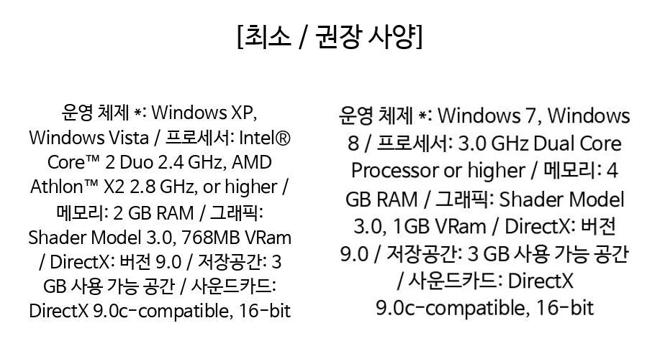 [최소 / 권장 사양]
운영 체제 *: Windows XP,
Windows Vista / 프로세서: Intel®
Core™ 2 Duo 2.4 GHz, AMD
Athlon™ X2 2.8 GHz, or higher /
메모리: 2 GB RAM / 그래픽:
Shader Model 3.0, 768MB VRam
/ DirectX: 버전 9.0 / 저장공간: 3
GB 사용 가능 공간 / 사운드카드:
DirectX 9.0c-compatible, 16-bit
운영 체제 *: Windows 7, Windows
8 / 프로세서: 3.0 GHz Dual Core
Processor or higher / 메모리: 4
GB RAM / 그래픽: Shader Model
3.0, 1GB VRam / DirectX: 버전
9.0 / 저장공간: 3 GB 사용 가능 공간
/ 사운드카드: DirectX
9.0c-compatible, 16-bit